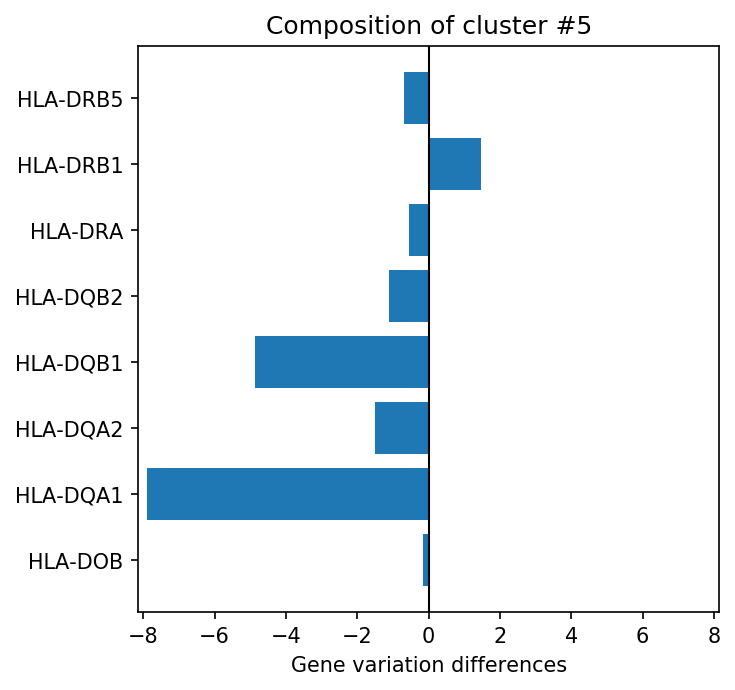 Composition of cluster #5
HLA-DRB5
HLA-DRB1
HLA-DRA
HLA-DQB2
HLA-DQB1
HLA-DQA2
HLA-DQA1
HLA-DOB
−8 −6 −4 −2 0 2 4 6 8
Gene variation differences